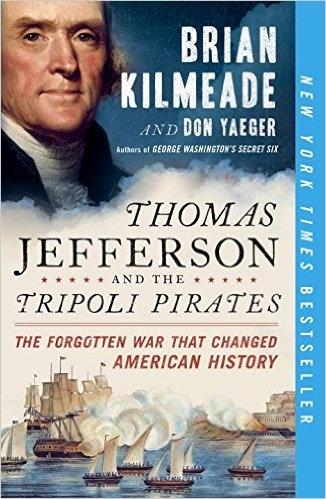 BRIAN
KILMEADE
AND DON YAEGER
Authors of GEORGE WASHINGTON'S SECRET SIX
THOMAS
JEFFERSON
AND THE
TRIPOLI PIRATES
THE FORGOTTEN WAR THAT CHANGED
AMERICAN HISTORY
NEW YORK TIMES BESTSELLER